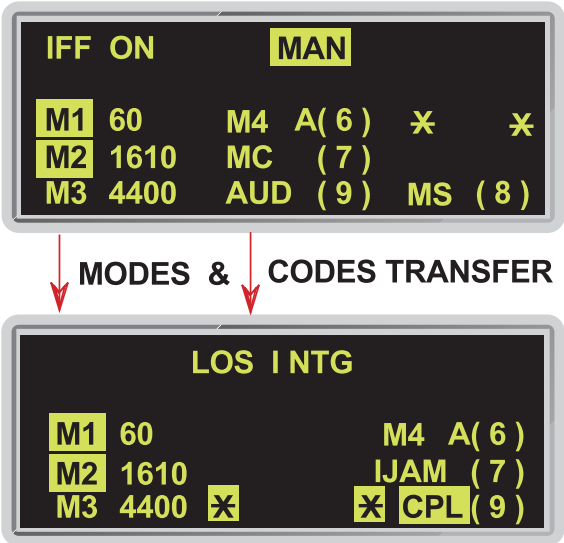 IFF ON MAN
M1 60 M4 A( 6 ) * *
M2 1610 MC ( 7 )
M3 4400 AUD ( 9 ) MS ( 8 )
MODES & CODES TRANSFER
LOS INTG
M1 60 M4 A( 6 )
M2 1610 IJAM ( 7 )
M3 4400 * * CPL ( 9 )